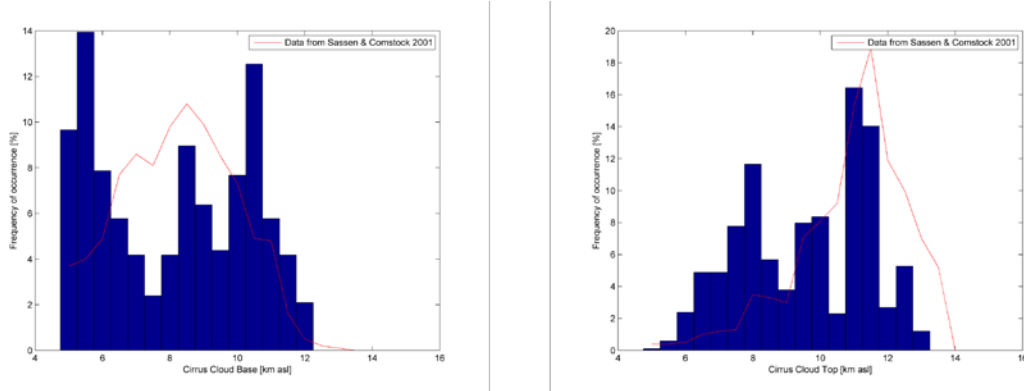 14
12
10
8
6
4
2
0
Frequency of occurrence [%]
Data from Sassen & Comstock 2001
4 6 8 10 12 14 16
Cirrus Cloud Base [km asl]
20
18
16
14
12
10
8
6
4
2
0
Frequency of occurrence [%]
Data from Sassen & Comstock 2001
4 6 8 10 12 14 16
Cirrus Cloud Top [km asl]